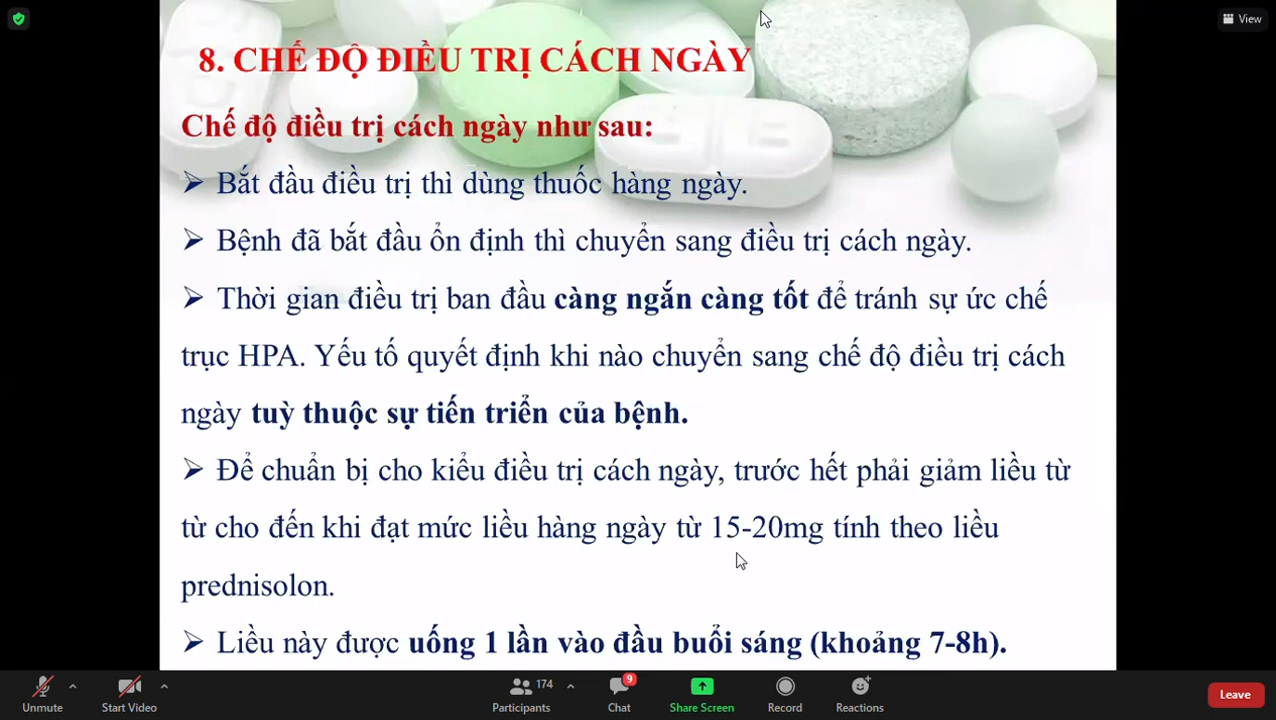 View
8. CHẾ ĐỘ ĐIỀU TRỊ CÁCH NGÀY
Chế độ điều trị cách ngày như sau:
➢ Bắt đầu điều trị thì dùng thuốc hàng ngày.
➢ Bệnh đã bắt đầu ổn định thì chuyển sang điều trị cách ngày.
➢ Thời gian điều trị ban đầu càng ngắn càng tốt để tránh sự ức chế
trục HPA. Yếu tố quyết định khi nào chuyển sang chế độ điều trị cách
ngày tuỳ thuộc sự tiến triển của bệnh.
➢ Để chuẩn bị cho kiểu điều trị cách ngày, trước hết phải giảm liều từ
từ cho đến khi đạt mức liều hàng ngày từ 15-20mg tính theo liều
prednisolon.
➢ Liều này được uống 1 lần vào đầu buổi sáng (khoảng 7-8h).
174 9
Unmute Start Video Participants Chat Share Screen Record Reactions Leave